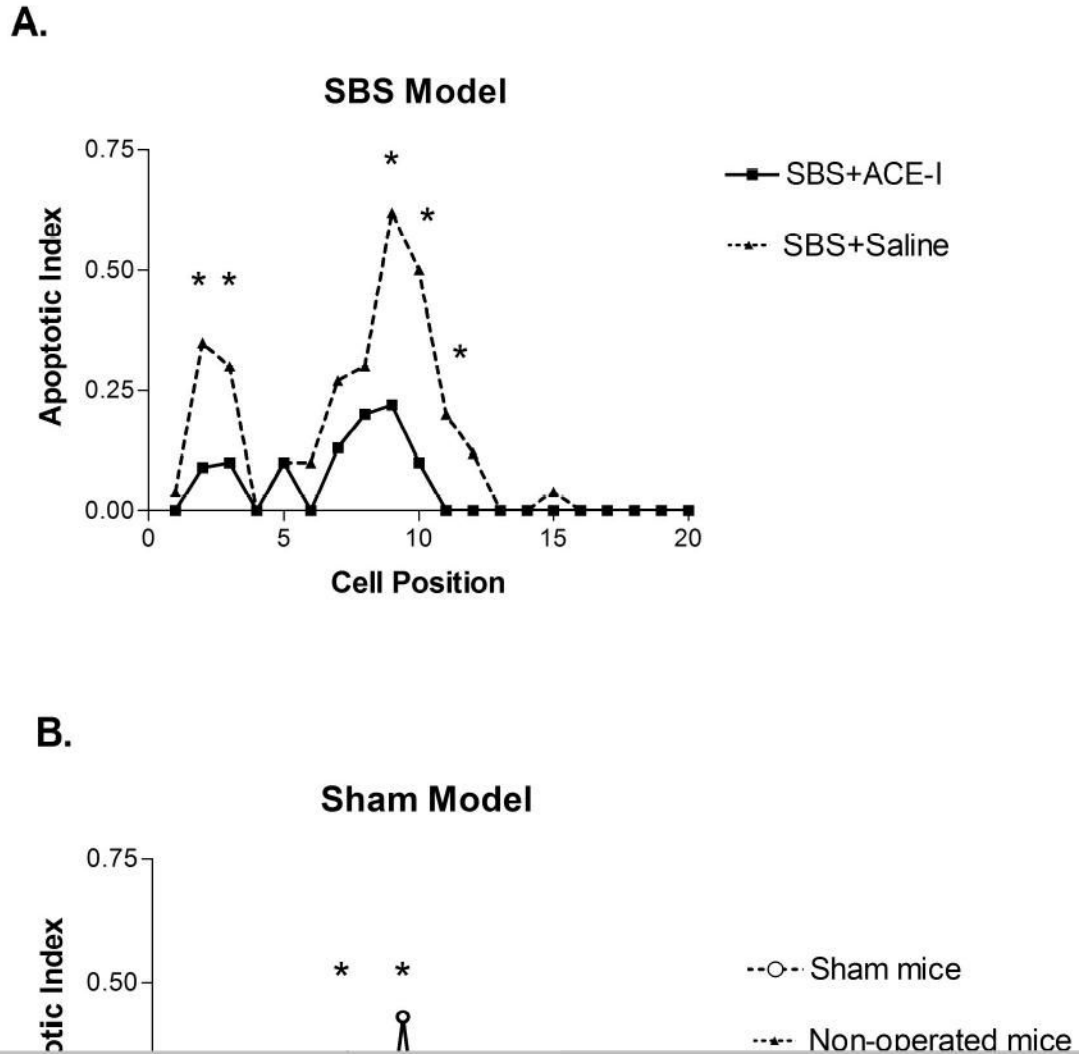 A.
SBS Model
0.75
*
SBS+ACE-I
*
SBS+Saline
0.50
* *
*
0.25
0.00
Apoptotic Index
0 5 10 15 20
Cell Position
B.
Sham Model
0.75
* *
Sham mice
0.50
Index
Non-operated mice